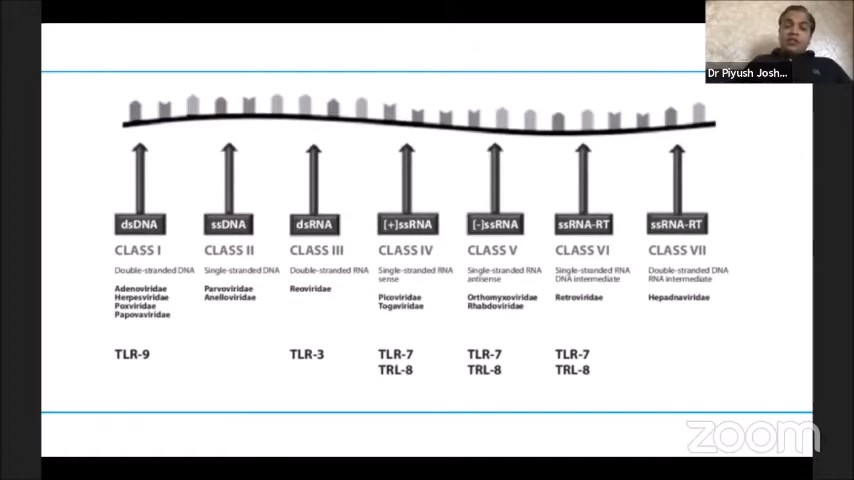 Dr Piyush Josh...
dsDNA
ssDNA
dsRNA
[+]ssRNA
[-]ssRNA
ssRNA-RT
ssRNA-RT
CLASS I
CLASS II
CLASS III
CLASS IV
CLASS V
CLASS VI
CLASS VII
Double-stranded DNA
Single-stranded DNA
Double-stranded RNA
Single-stranded RNA
sense
Single-stranded RNA
antisense
Single-stranded RNA
DNA intermediate
Double-stranded DNA
RNA intermediate
Adenoviridae
Herpesviridae
Poxviridae
Papovaviridae
Parvoviridae
Anelloviridae
Reoviridae
Picoviridae
Togaviridae
Orthomyxoviridae
Rhabdoviridae
Retroviridae
Hepadnaviridae
TLR-9
TLR-3
TLR-7
TRL-8
TLR-7
TRL-8
TLR-7
TRL-8
zoom